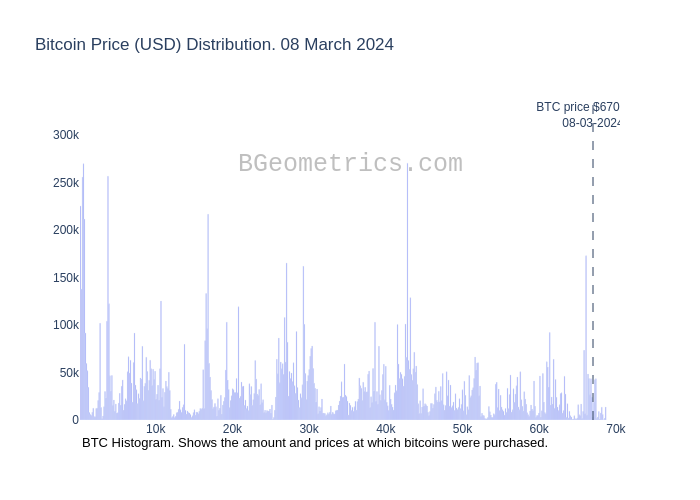 Bitcoin Price (USD) Distribution. 08 March 2024
BTC price $670
08-03-2024
300k
BGeometrics.com
250k
200k
150k
100k
50k
0
10k 20k 30k 40k 50k 60k 70k
BTC Histogram. Shows the amount and prices at which bitcoins were purchased.